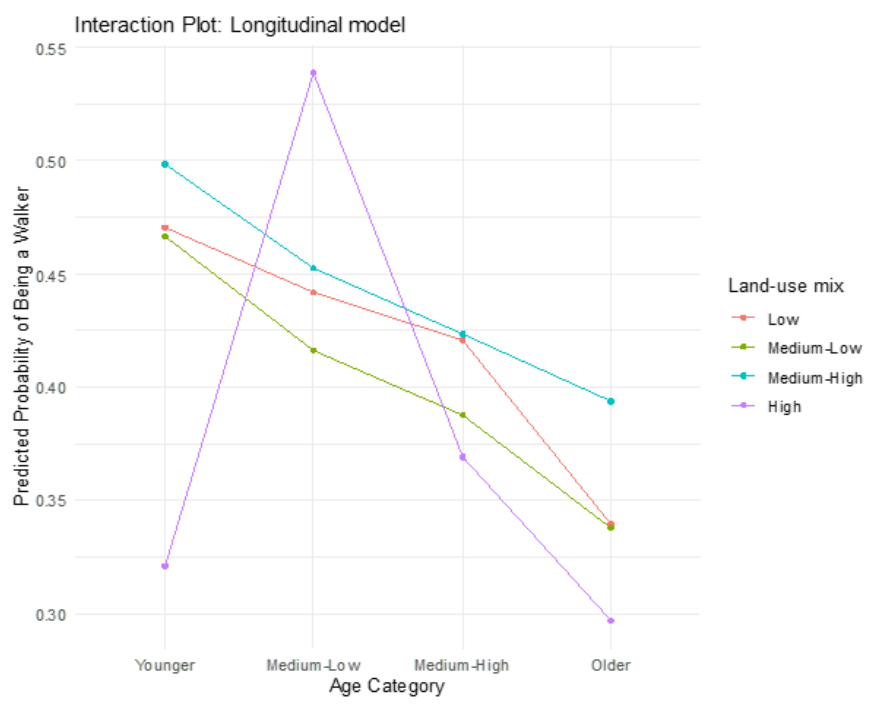 Interaction Plot: Longitudinal model
Predicted Probability of Being a Walker
0.55
0.50
0.45
0.40
0.35
0.30
Younger
Medium-Low
Medium-High
Older
Age Category
Land-use mix
Low
Medium-Low
Medium-High
High